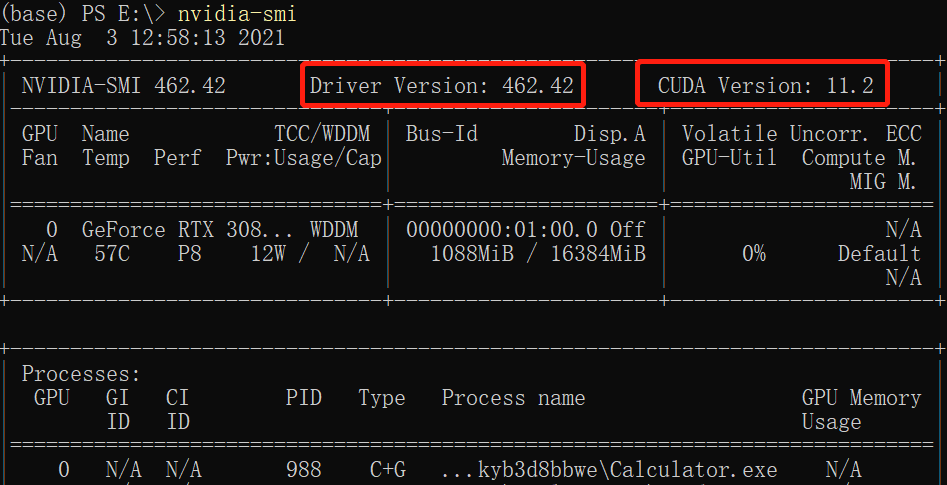 (base) PS E:\> nvidia-smi
Tue Aug  3 12:58:13 2021
NVIDIA-SMI 462.42 Driver Version: 462.42 CUDA Version: 11.2
GPU Name TCC/WDDM Bus-Id Disp.A Volatile Uncorr. ECC
Fan Temp Perf Pwr:Usage/Cap Memory-Usage GPU-Util Compute M.
MIG M.
0 GeForce RTX 308... WDDM 00000000:01:00.0 Off N/A
N/A 57C P8 12W / N/A 1088MiB / 16384MiB 0% Default
N/A
Processes:
GPU GI CI PID Type Process name GPU Memory
ID ID Usage
0 N/A N/A 988 C+G ...kyb3d8bbwe\Calculator.exe N/A